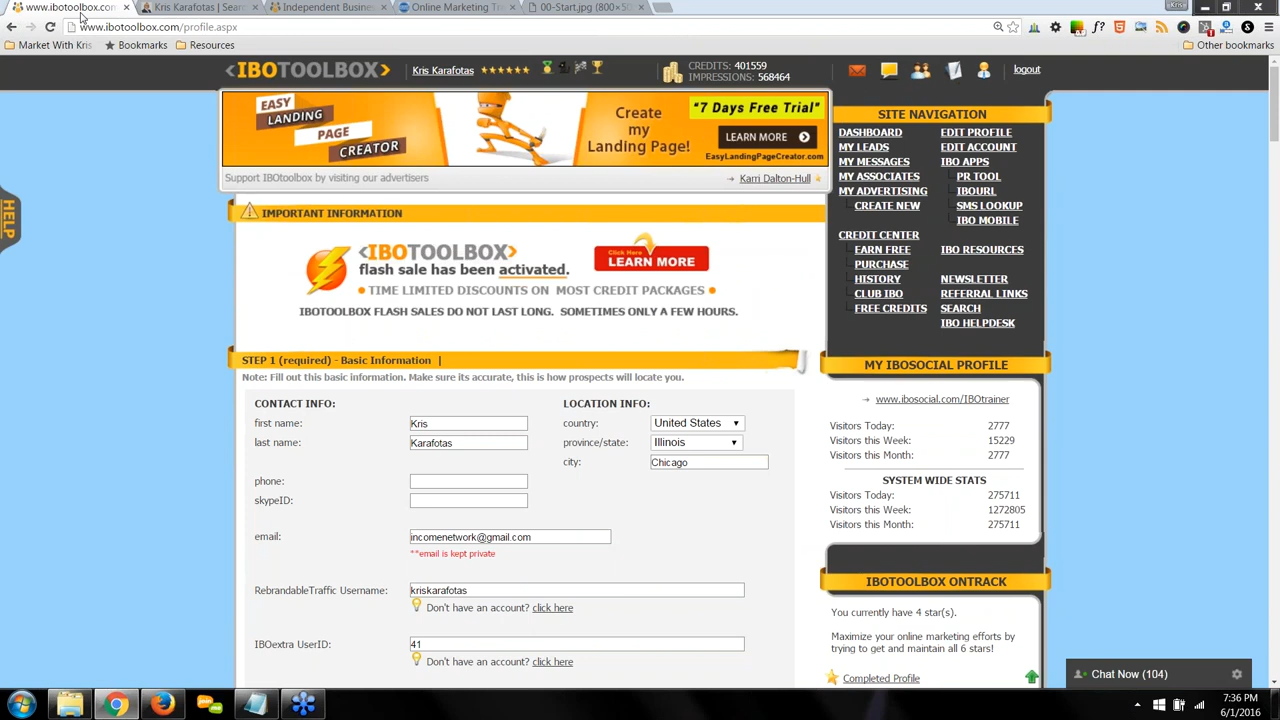 www.ibotoolbox.com
Kris Karafotas | Sear
Independent Busines
Online Marketing Tr
00-Start.jpg (800×50
Kris
www.ibotoolbox.com/profile.aspx
Market With Kris
Bookmarks
Resources
Other bookmarks
<IBOTOOLBOX>
Kris Karafotas
CREDITS: 401559
IMPRESSIONS: 568464
logout
EASY
LANDING
PAGE
CREATOR
Create
my
Landing Page!
"7 Days Free Trial"
LEARN MORE
EasyLandingPageCreator.com
Support IBOtoolbox by visiting our advertisers
→ Karri Dalton-Hull
IMPORTANT INFORMATION
<IBOTOOLBOX>
flash sale has been activated.
Click Here
LEARN MORE
• TIME LIMITED DISCOUNTS ON MOST CREDIT PACKAGES •
IBOTOOLBOX FLASH SALES DO NOT LAST LONG. SOMETIMES ONLY A FEW HOURS.
STEP 1 (required) - Basic Information |
Note: Fill out this basic information. Make sure its accurate, this is how prospects will locate you.
CONTACT INFO:
first name: Kris
last name: Karafotas
phone:
skypeID:
email: incomenetwork@gmail.com
**email is kept private
LOCATION INFO:
country: United States
province/state: Illinois
city: Chicago
RebrandableTraffic Username: kriskarafotas
Don't have an account? click here
IBOextra UserID: 41
Don't have an account? click here
SITE NAVIGATION
DASHBOARD
MY LEADS
MY MESSAGES
MY ASSOCIATES
MY ADVERTISING
CREATE NEW
CREDIT CENTER
EARN FREE
PURCHASE
HISTORY
CLUB IBO
FREE CREDITS
EDIT PROFILE
EDIT ACCOUNT
IBO APPS
PR TOOL
IBOURL
SMS LOOKUP
IBO MOBILE
IBO RESOURCES
NEWSLETTER
REFERRAL LINKS
SEARCH
IBO HELPDESK
MY IBOSOCIAL PROFILE
→ www.ibosocial.com/IBOtrainer
Visitors Today: 2777
Visitors this Week: 15229
Visitors this Month: 2777
SYSTEM WIDE STATS
Visitors Today: 275711
Visitors this Week: 1272805
Visitors this Month: 275711
IBOTOOLBOX ONTRACK
You currently have 4 star(s).
Maximize your online marketing efforts by
trying to get and maintain all 6 stars!
Completed Profile
Chat Now (104)
HELP
7:36 PM
6/1/2016